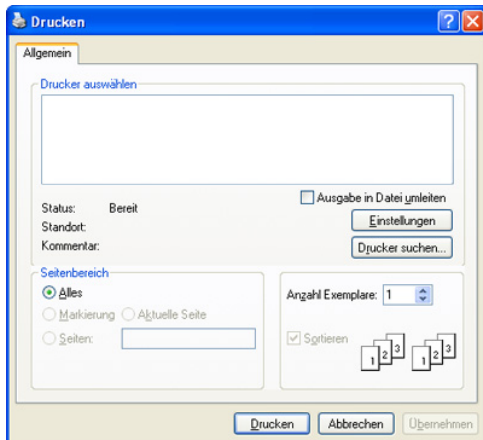 Drucken
Allgemein
Drucker auswählen
Ausgabe in Datei umleiten
Status: Bereit
Standort:
Einstellungen
Kommentar:
Drucker suchen...
Seitenbereich
Alles
Markierung Aktuelle Seite
Seiten:
Anzahl Exemplare: 1
Sortieren
1 2 3 1 2 3
Drucken Abbrechen Übernehmen